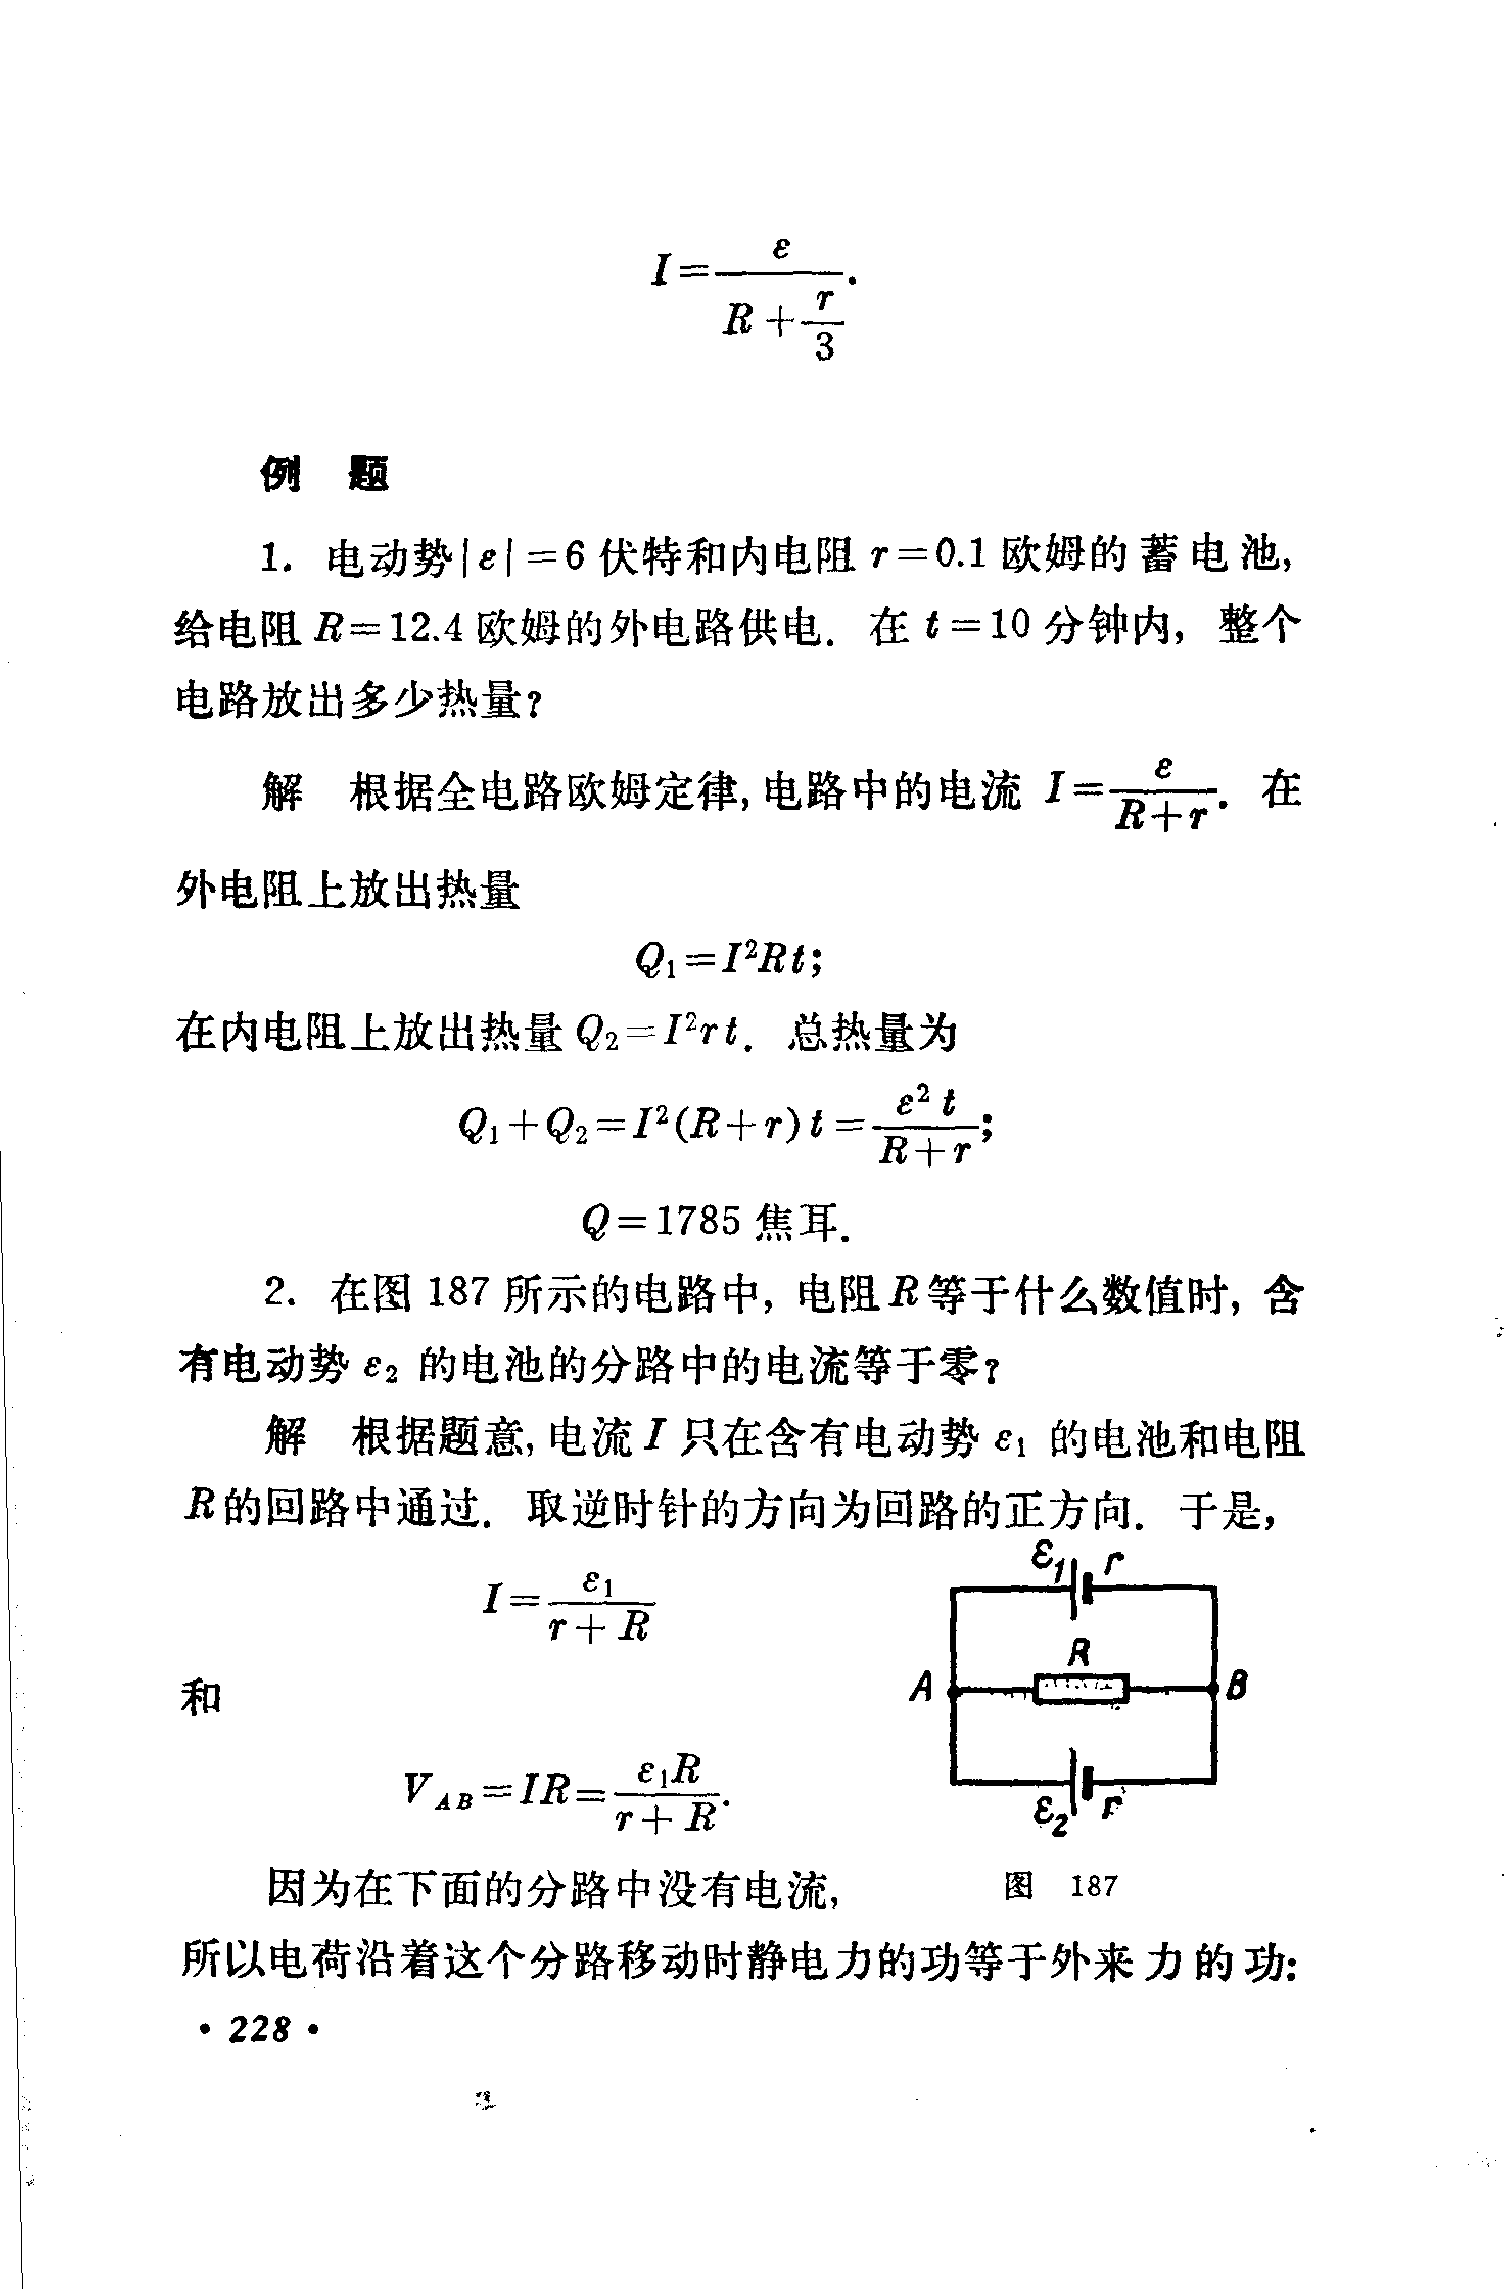 I = ε / (R + r/3).
例 题
1. 电动势|ε|=6伏特和内电阻 r=0.1欧姆的蓄电池,
给电阻 R=12.4欧姆的外电路供电. 在 t=10分钟内, 整个
电路放出多少热量?
解 根据全电路欧姆定律, 电路中的电流 I=ε/(R+r). 在
外电阻上放出热量
Q₁=I²Rt;
在内电阻上放出热量Q₂=I²rt. 总热量为
Q₁+Q₂=I²(R+r)t=ε²t/(R+r);
Q=1785 焦耳.
2. 在图 187 所示的电路中, 电阻R等于什么数值时, 含
有电动势 ε₂ 的电池的分路中的电流等于零?
解 根据题意, 电流 I 只在含有电动势 ε₁ 的电池和电阻
R的回路中通过. 取逆时针的方向为回路的正方向. 于是,
I=ε₁/(r+R)
和
V_AB=IR=ε₁R/(r+R).
ε₁ r
R
A B
ε₂ r
图 187
因为在下面的分路中没有电流,
所以电荷沿着这个分路移动时静电力的功等于外来力的功:
·228·